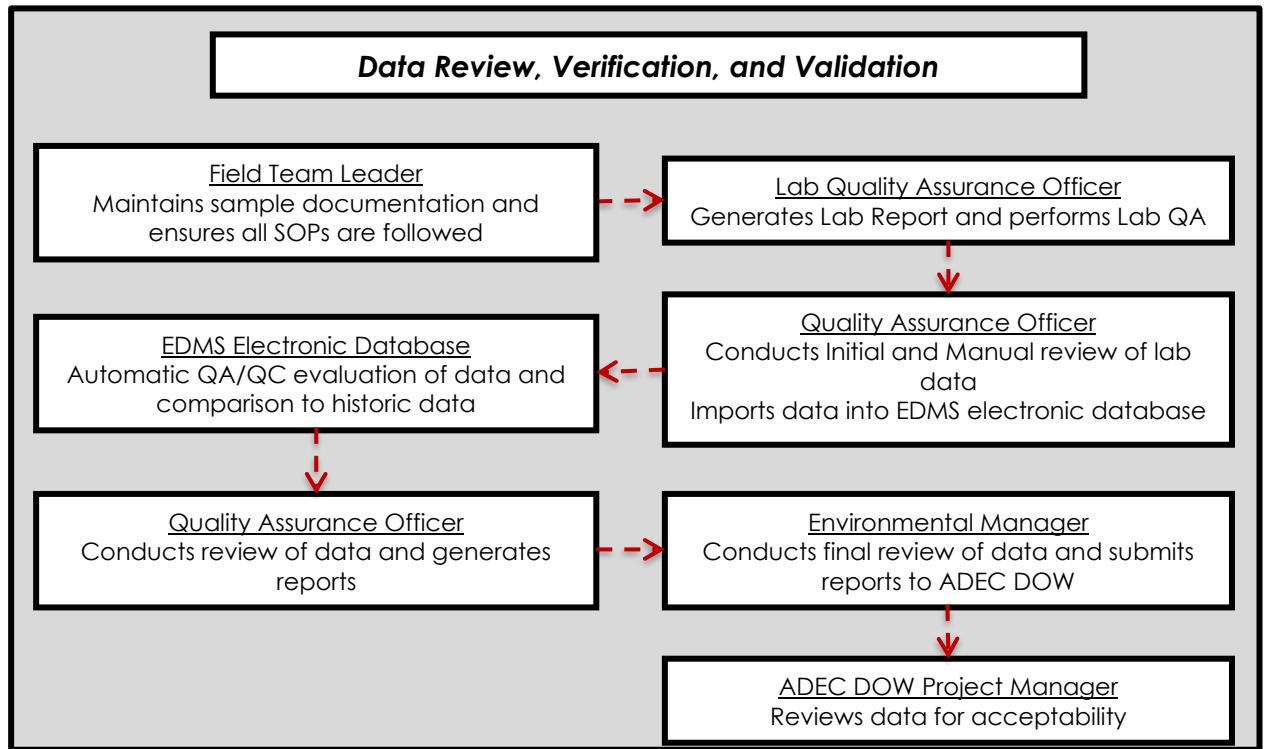 Data Review, Verification, and Validation
Field Team Leader
Maintains sample documentation and
ensures all SOPs are followed
Lab Quality Assurance Officer
Generates Lab Report and performs Lab QA
Quality Assurance Officer
Conducts Initial and Manual review of lab
data
Imports data into EDMS electronic database
EDMS Electronic Database
Automatic QA/QC evaluation of data and
comparison to historic data
Quality Assurance Officer
Conducts review of data and generates
reports
Environmental Manager
Conducts final review of data and submits
reports to ADEC DOW
ADEC DOW Project Manager
Reviews data for acceptability